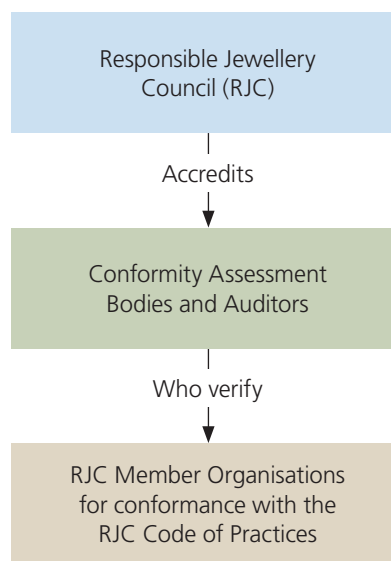 Responsible Jewellery
Council (RJC)
Accredits
Conformity Assessment
Bodies and Auditors
Who verify
RJC Member Organisations
for conformance with the
RJC Code of Practices